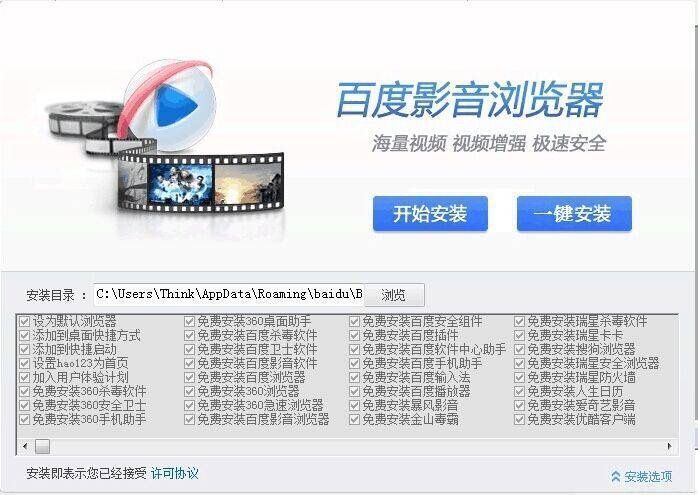 百度影音浏览器
海量视频 视频增强 极速安全
开始安装 一键安装
安装目录 : C:\Users\Think\AppData\Roaming\baidu\B 浏览
设为默认浏览器 免费安装360桌面助手 免费安装百度安全组件 免费安装瑞星杀毒软件
添加到桌面快捷方式 免费安装百度杀毒软件 免费安装百度插件 免费安装瑞星卡卡
添加到快捷启动 免费安装百度卫士软件 免费安装百度软件中心助手 免费安装搜狗浏览器
设置hao123为首页 免费安装百度影音软件 免费安装百度手机助手 免费安装瑞星安全浏览器
加入用户体验计划 免费安装百度浏览器 免费安装百度输入法 免费安装瑞星防火墙
免费安装360杀毒软件 免费安装360浏览器 免费安装百度播放器 免费安装人生日历
免费安装360安全卫士 免费安装360急速浏览器 免费安装暴风影音 免费安装爱奇艺影音
免费安装360手机助手 免费安装百度影音浏览器 免费安装金山毒霸 免费安装优酷客户端
安装即表示您已经接受 许可协议 安装选项